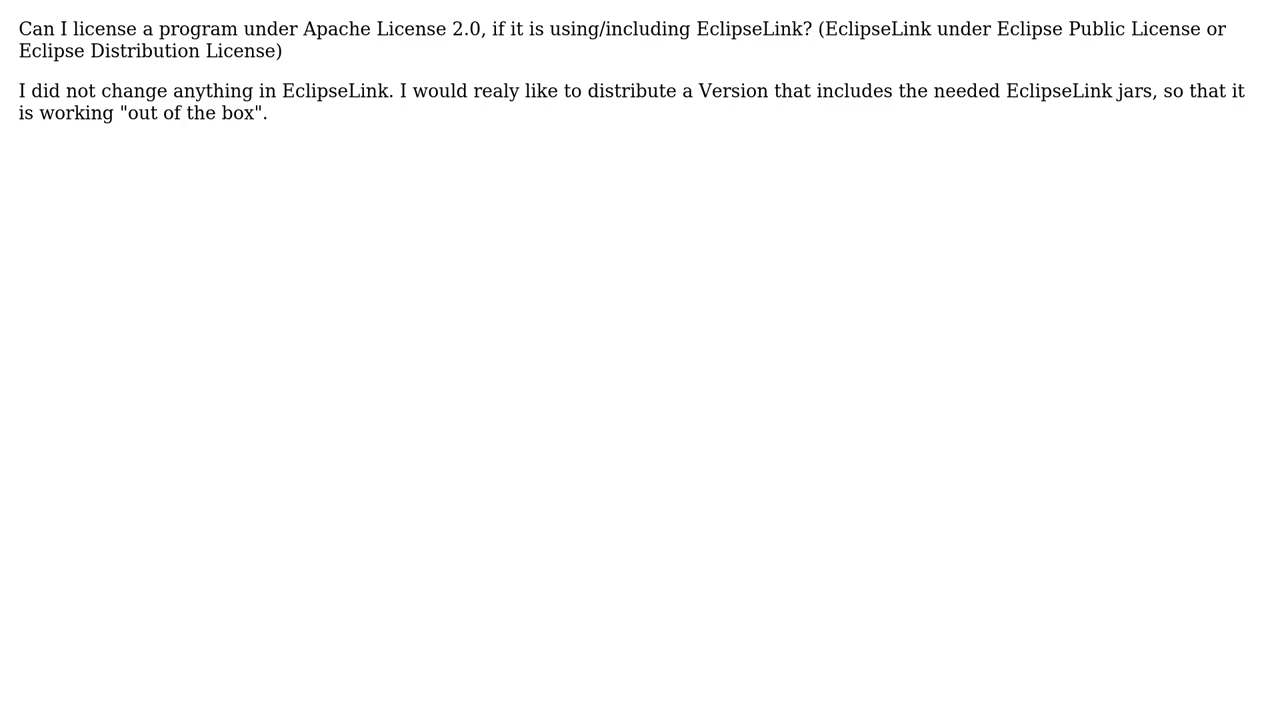 Can I license a program under Apache License 2.0, if it is using/including EclipseLink? (EclipseLink under Eclipse Public License or
Eclipse Distribution License)
I did not change anything in EclipseLink. I would realy like to distribute a Version that includes the needed EclipseLink jars, so that it
is working "out of the box".